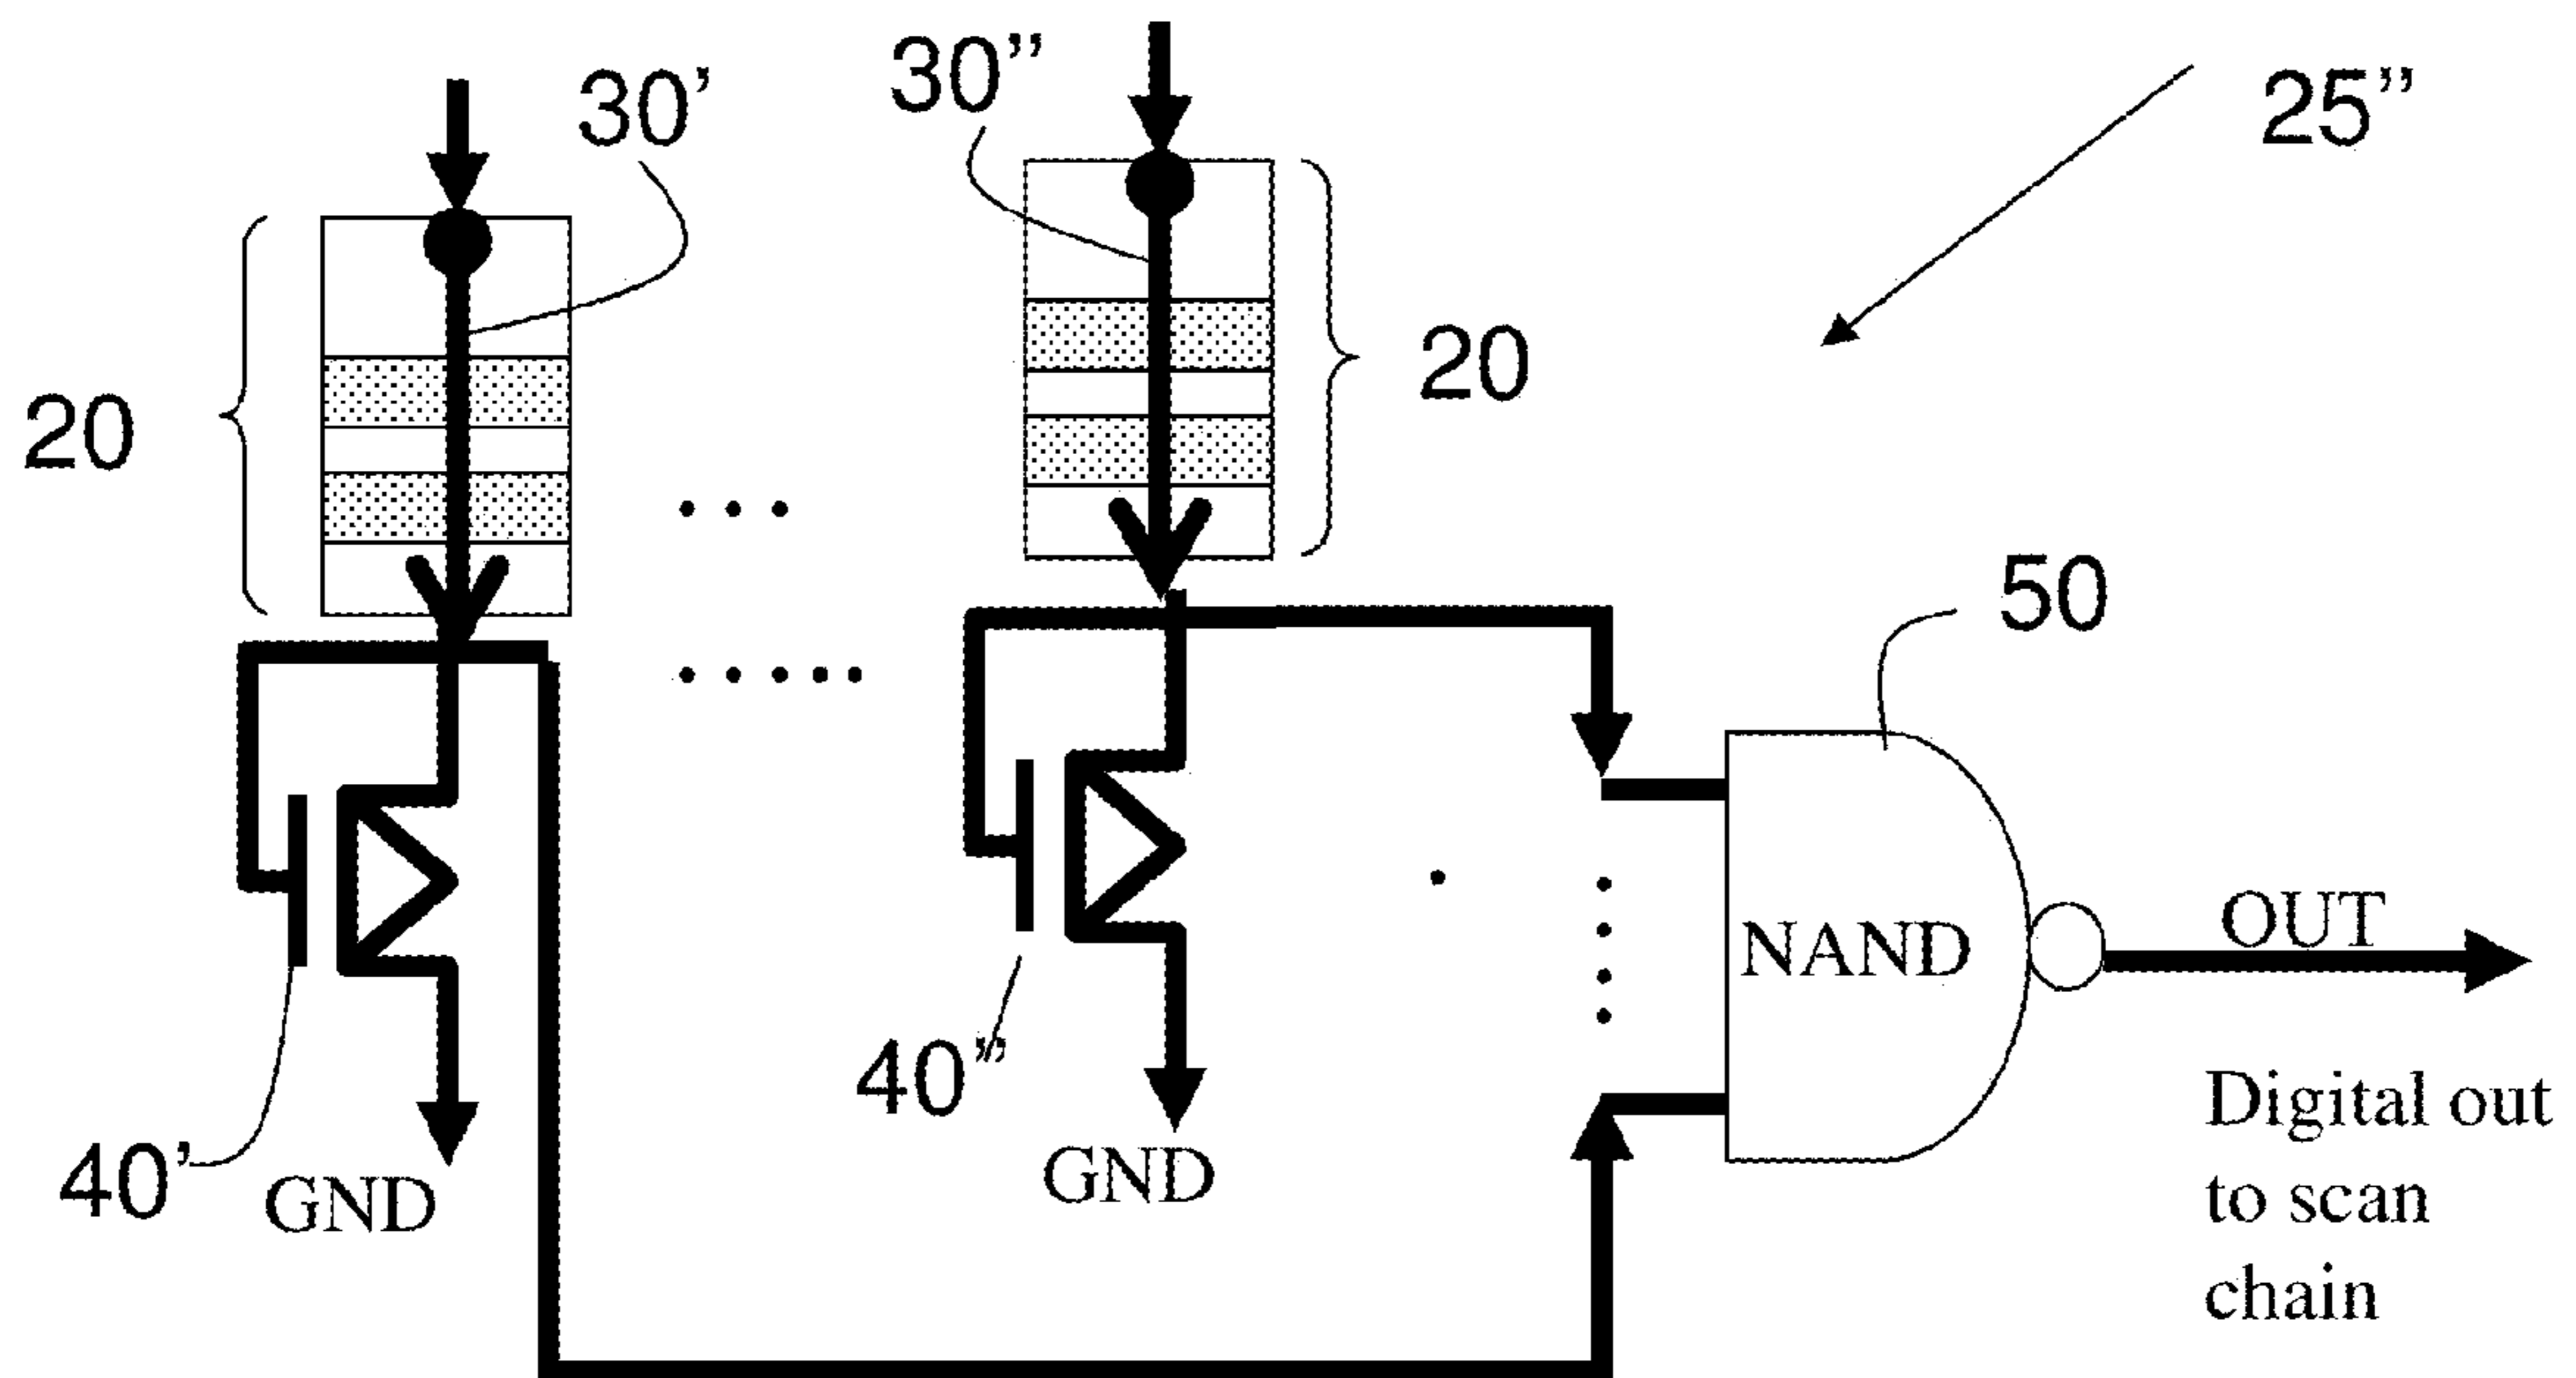 30’
30”
25”
20
20
50
NAND
OUT
40’
GND
40”
GND
Digital out
to scan
chain